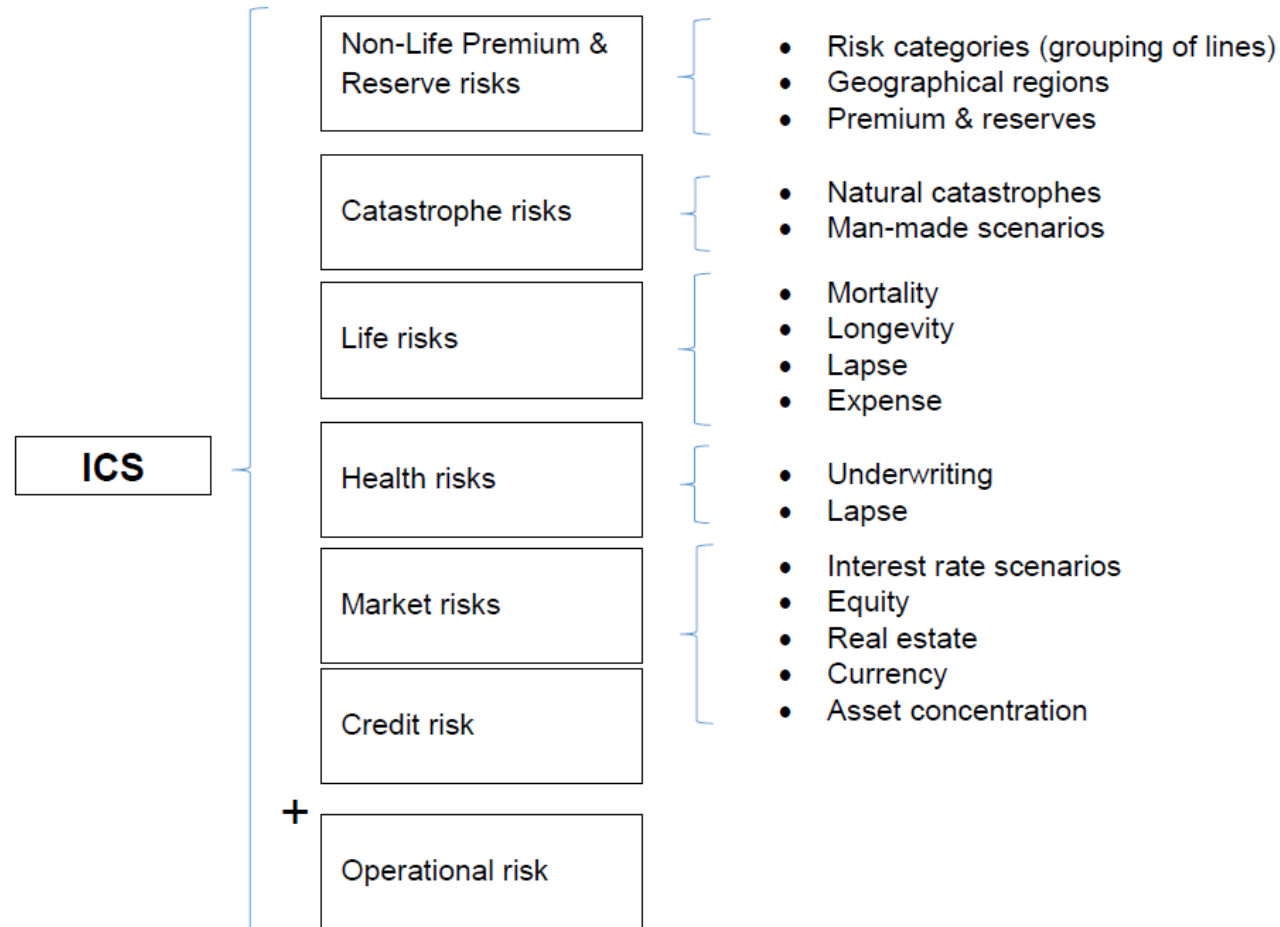 Non-Life Premium &
Reserve risks
• Risk categories (grouping of lines)
• Geographical regions
• Premium & reserves
Catastrophe risks
• Natural catastrophes
• Man-made scenarios
Life risks
• Mortality
• Longevity
• Lapse
• Expense
ICS
Health risks
• Underwriting
• Lapse
Market risks
• Interest rate scenarios
• Equity
• Real estate
• Currency
• Asset concentration
Credit risk
+
Operational risk